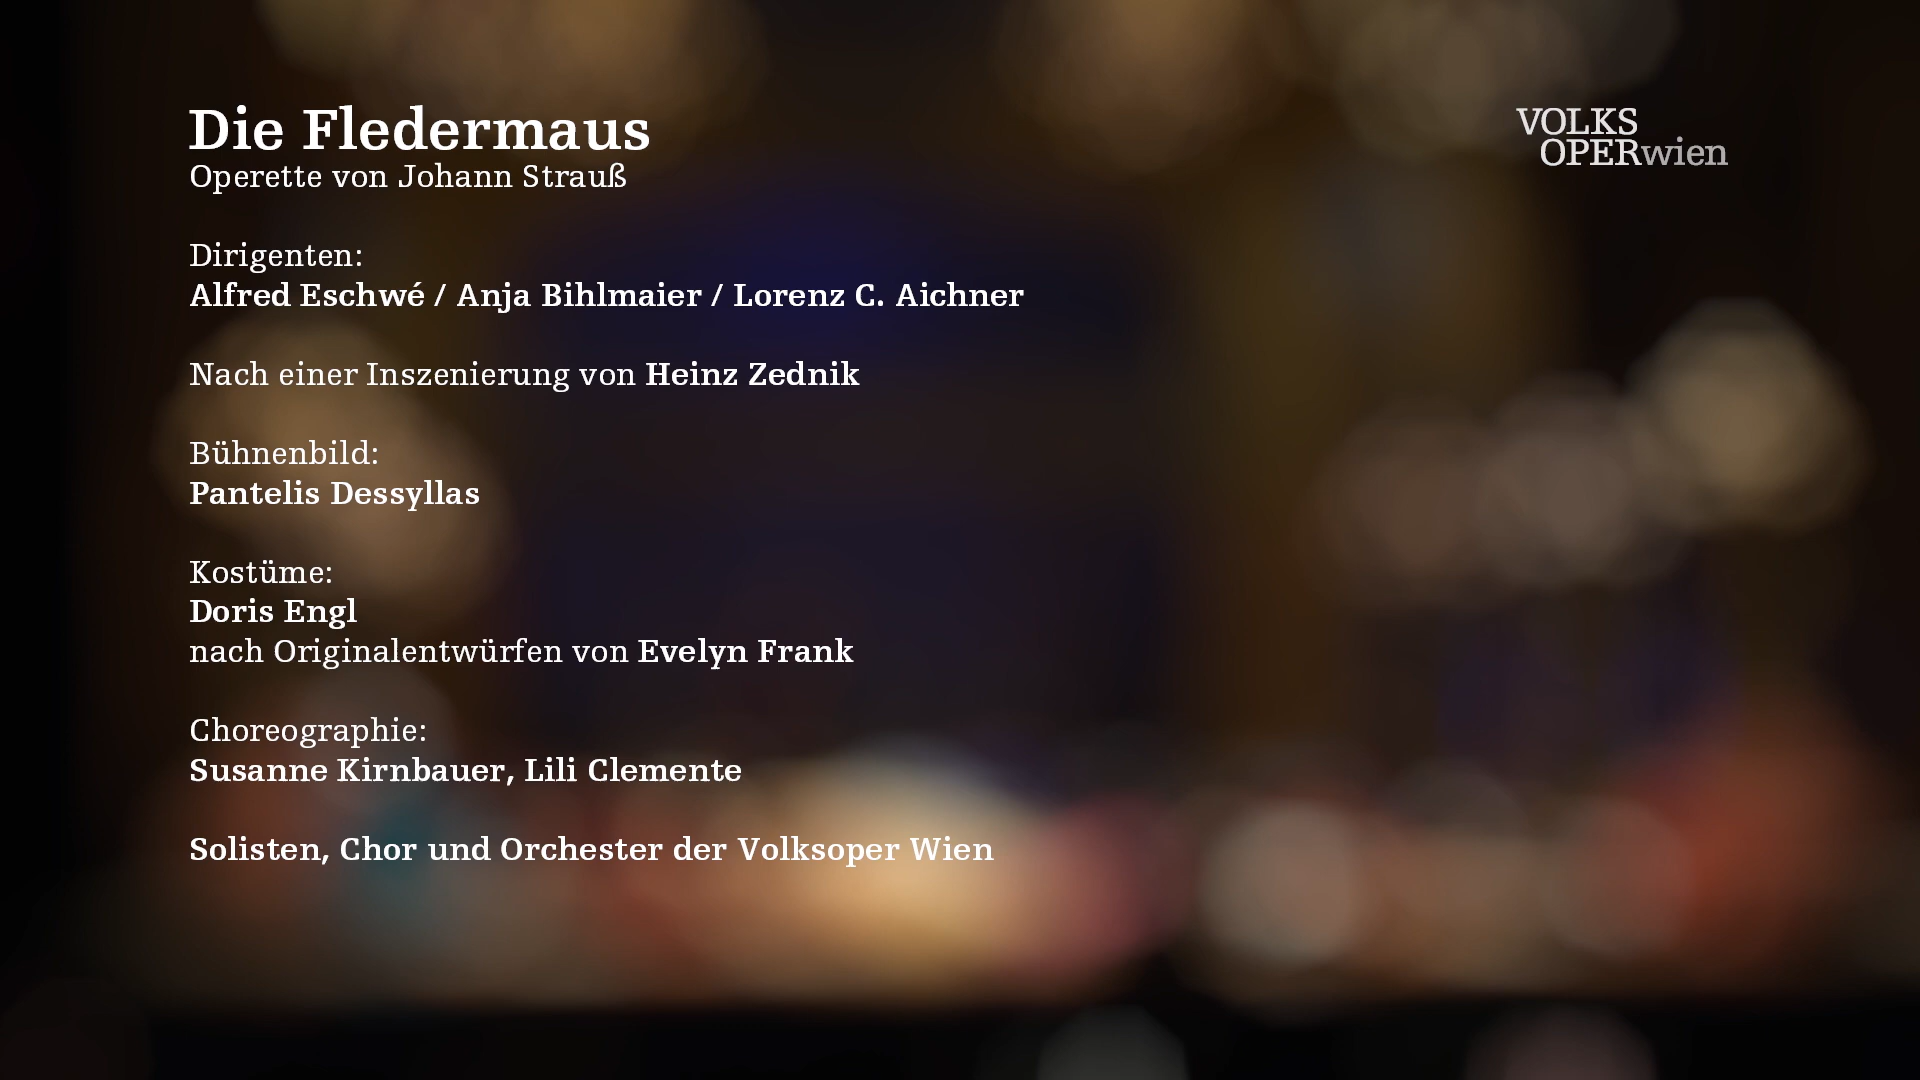 Die Fledermaus
Operette von Johann Strauß
VOLKS
OPERwien
Dirigenten:
Alfred Eschwé / Anja Bihlmaier / Lorenz C. Aichner
Nach einer Inszenierung von Heinz Zednik
Bühnenbild:
Pantelis Dessyllas
Kostüme:
Doris Engl
nach Originalentwürfen von Evelyn Frank
Choreographie:
Susanne Kirnbauer, Lili Clemente
Solisten, Chor und Orchester der Volksoper Wien